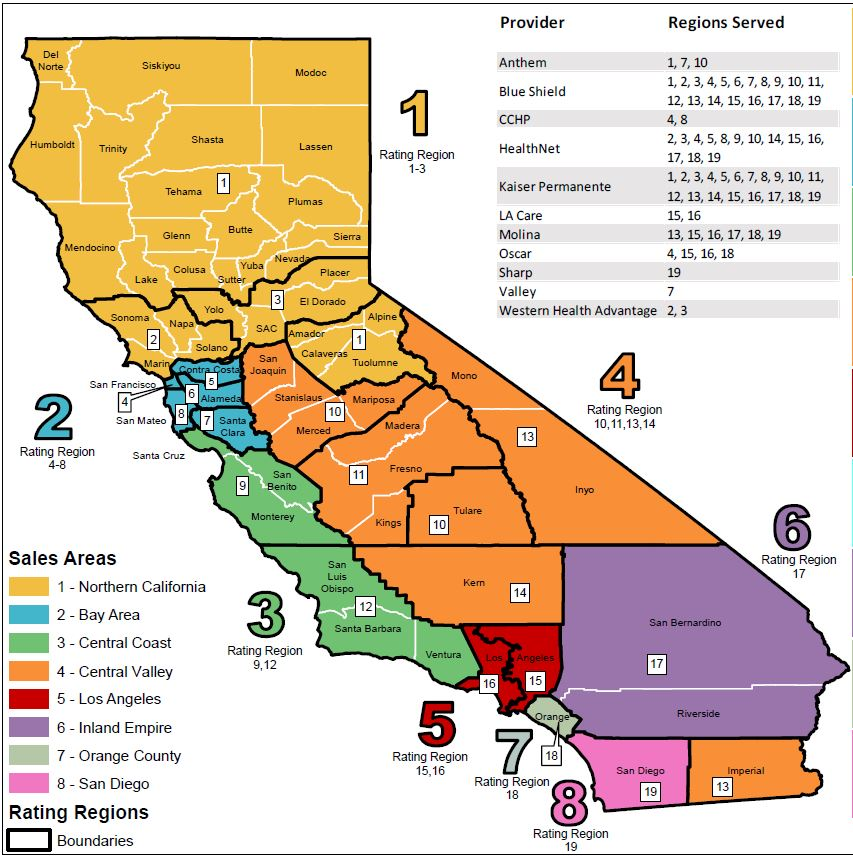 Provider Regions Served
Anthem 1, 7, 10
Blue Shield 1, 2, 3, 4, 5, 6, 7, 8, 9, 10, 11,
12, 13, 14, 15, 16, 17, 18, 19
CCHP 4, 8
HealthNet 2, 3, 4, 5, 8, 9, 10, 14, 15, 16,
17, 18, 19
Kaiser Permanente 1, 2, 3, 4, 5, 6, 7, 8, 9, 10, 11,
12, 13, 14, 15, 16, 17, 18, 19
LA Care 15, 16
Molina 13, 15, 16, 17, 18, 19
Oscar 4, 15, 16, 18
Sharp 19
Valley 7
Western Health Advantage 2, 3
Del
Norte
Siskiyou
Modoc
1
Rating Region
1-3
Humboldt
Trinity
Shasta
Lassen
Tehama
1
Plumas
Mendocino
Glenn
Butte
Sierra
Lake
Colusa
Sutter
Yuba
Nevada
Placer
3
El Dorado
Sonoma
Napa
Yolo
SAC
Solano
2
Marin
Amador
Alpine
Calaveras
1
Tuolumne
San Francisco
4
Contra Costa
5
6
Alameda
San Mateo
8
7
Santa
Clara
2
Rating Region
4-8
Santa Cruz
San
Joaquin
Stanislaus
10
Merced
Mariposa
Madera
Mono
4
Rating Region
10,11,13,14
13
Inyo
11
Fresno
Kings
10
Tulare
9
San
Benito
Monterey
6
Rating Region
17
Kern
14
San
Luis
Obispo
12
Santa Barbara
Ventura
3
Rating Region
9,12
Los Angeles
16
15
5
Rating Region
15,16
San Bernardino
17
Riverside
Orange
18
7
Rating Region
18
San Diego
19
Imperial
13
8
Rating Region
19
Sales Areas
1 - Northern California
2 - Bay Area
3 - Central Coast
4 - Central Valley
5 - Los Angeles
6 - Inland Empire
7 - Orange County
8 - San Diego
Rating Regions
Boundaries